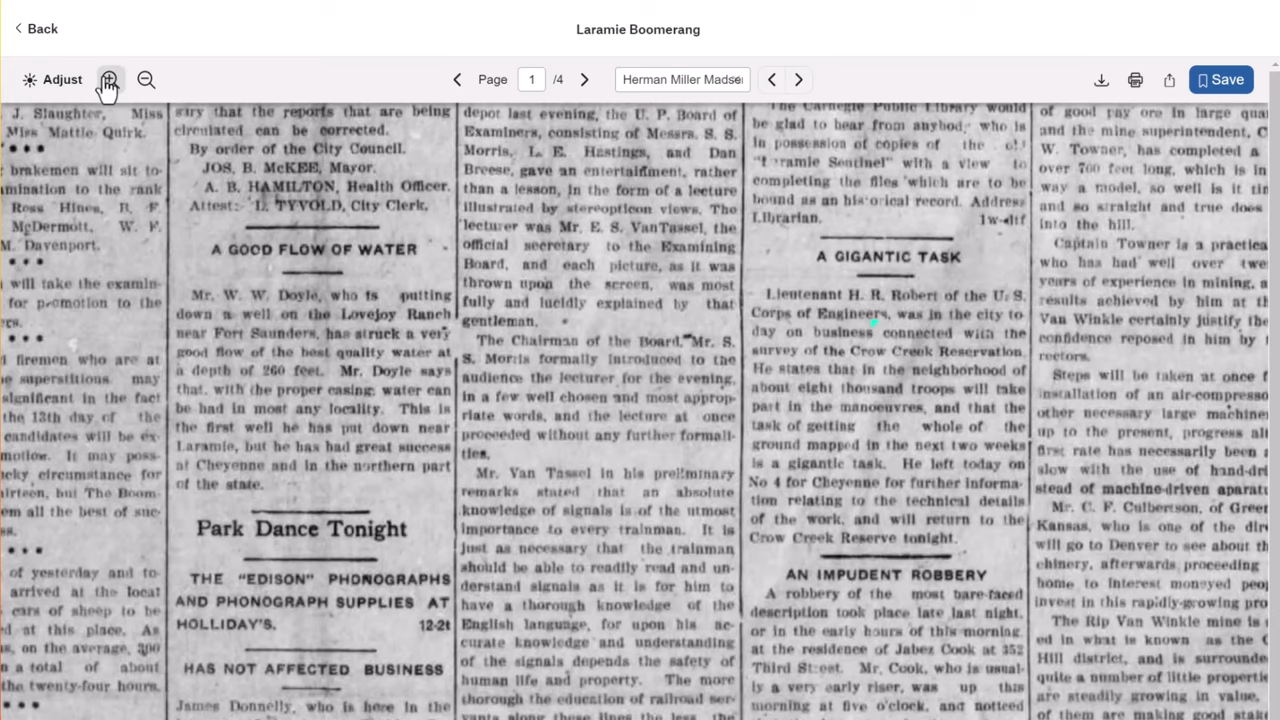 Back
Laramie Boomerang
Adjust
Page 1 /4
Herman Miller Madse
Save
J. Slaughter, Miss
Miss Mattie Quirk.
brakemen will sit to-
mination to the rank
Ross Hines, R. F.
McDermott, W. F.
M. Davenport.
will take the examin-
for promotion to the
firemen who are at
superstitions may
significant in the fact
the 13th day of the
candidates will be ex-
It may poss-
cky circumstance for
irteen, but The Boom-
em all the best of suc-
of yesterday and to-
arrived at the local
cars of sheep to be
d at this place. As
on the average, 300
a total of about
the twenty-four hours.
sary that the reports that are being
circulated can be corrected.
By order of the City Council.
JOS, B. McKEE, Mayor.
A. B. HAMILTON, Health Officer.
Attest: L. TYVOLD, City Clerk.
A GOOD FLOW OF WATER
Mr. W. W. Doyle, who is putting
down a well on the Lovejoy Ranch
near Fort Saunders, has struck a very
good flow of the best quality water at
a depth of 260 feet. Mr. Doyle says
that, with the proper casing, water can
be had in most any locality. This is
the first well he has put down near
Laramie, but he has had great success
at Cheyenne and in the northern part
of the state.
Park Dance Tonight
THE "EDISON" PHONOGRAPHS
AND PHONOGRAPH SUPPLIES AT
HOLLIDAY'S. 12-2t
HAS NOT AFFECTED BUSINESS
James Donnelly, who is here in the
depot last evening, the U. P. Board of
Examiners, consisting of Messrs. S. S.
Morris, L. E. Hastings, and Dan
Breese, gave an entertainment, rather
than a lesson, in the form of a lecture
illustrated by stereopticon views. The
lecturer was Mr. E. S. VanTassel, the
official secretary to the Examining
Board, and each picture, as it was
thrown upon the screen, was most
fully and lucidly explained by that
gentleman.
The Chairman of the Board, Mr. S.
S. Morris formally introduced to the
audience the lecturer for the evening,
in a few well chosen and most approp-
riate words, and the lecture at once
proceeded without any further formali-
ties.
Mr. Van Tassel in his preliminary
remarks stated that an absolute
knowledge of signals is of the utmost
importance to every trainman. It is
just as necessary that the trainman
should be able to readily read and un-
derstand signals as it is for him to
have a thorough knowledge of the
English language, for upon his ac-
curate knowledge and understanding
of the signals depends the safety of
human life and property. The more
thorough the education of railroad ser-
vants along these lines the less the
The Carnegie Public Library would
be glad to hear from anybod, who is
in possession of copies of the
Sentinel" with a view to
completing the files which are to be
bound as an historical record. Address
Librarian. 1w-dtf
A GIGANTIC TASK
Lieutenant H. R. Robert of the U. S.
Corps of Engineers, was in the city to
day on business connected with the
survey of the Crow Creek Reservation.
He states that in the neighborhood of
about eight thousand troops will take
part in the manoeuvres, and that the
task of getting the whole of the
ground mapped in the next two weeks
is a gigantic task. He left today on
No 4 for Cheyenne for further informa-
tion relating to the technical details
of the work, and will return to the
Crow Creek Reserve tonight.
AN IMPUDENT ROBBERY
A robbery of the most bare-faced
description took place late last night,
or in the early hours of this morning,
at the residence of Jabez Cook at 352
Third Street. Mr. Cook, who is usual-
ly a very early riser, was up this
morning at five o'clock, and noticed
of good pay ore in large qua
and the mine superintendent, C
W. Towner, has completed a
over 700 feet long, which is in
way a model, so well is it tim
and so straight and true does
into the hill.
Captain Towner is a practica
who has had well over twe
years of experience in mining, a
results achieved by him at th
Van Winkle certainly justify the
confidence reposed in him by
rectors.
Steps will be taken at once f
installation of an air-compresso
other necessary large machine
up to the present, progress alt
first rate has necessarily been
slow with the use of hand-dri
stead of machine-driven aparatu
Mr. C. F. Culbertson, of Green
Kansas, who is one of the dire
will go to Denver to see about th
chinery, afterwards proceeding
home to interest moneyed peop
invest in this rapidly-growing pro
The Rip Van Winkle mine is
ed in what is known as the C
Hill district, and is surrounde
quite a number of little propertie
are steadily growing in value.
of them are making good stak